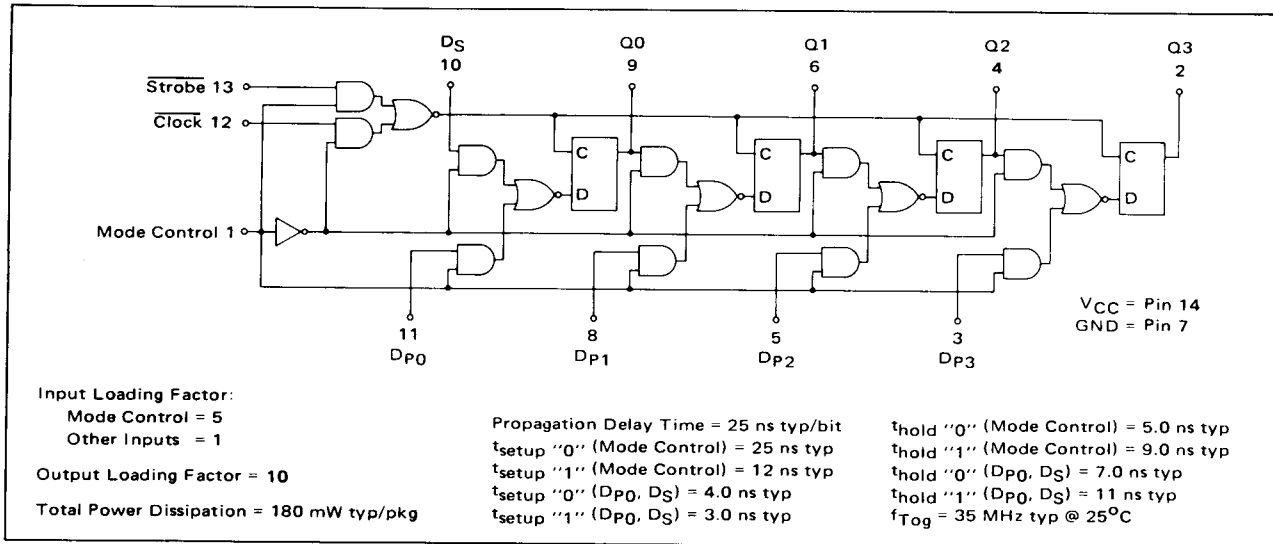 DS
10
Q0
9
Q1
6
Q2
4
Q3
2
Strobe 13
Clock 12
C
D
C
D
C
D
C
D
Mode Control 1
11
DP0
8
DP1
5
DP2
3
DP3
VCC = Pin 14
GND = Pin 7
Input Loading Factor:
Mode Control = 5
Other Inputs = 1
Output Loading Factor = 10
Total Power Dissipation = 180 mW typ/pkg
Propagation Delay Time = 25 ns typ/bit
tsetup "0" (Mode Control) = 25 ns typ
tsetup "1" (Mode Control) = 12 ns typ
tsetup "0" (DP0, DS) = 4.0 ns typ
tsetup "1" (DP0, DS) = 3.0 ns typ
thold "0" (Mode Control) = 5.0 ns typ
thold "1" (Mode Control) = 9.0 ns typ
thold "0" (DP0, DS) = 7.0 ns typ
thold "1" (DP0, DS) = 11 ns typ
fTog = 35 MHz typ @ 25°C